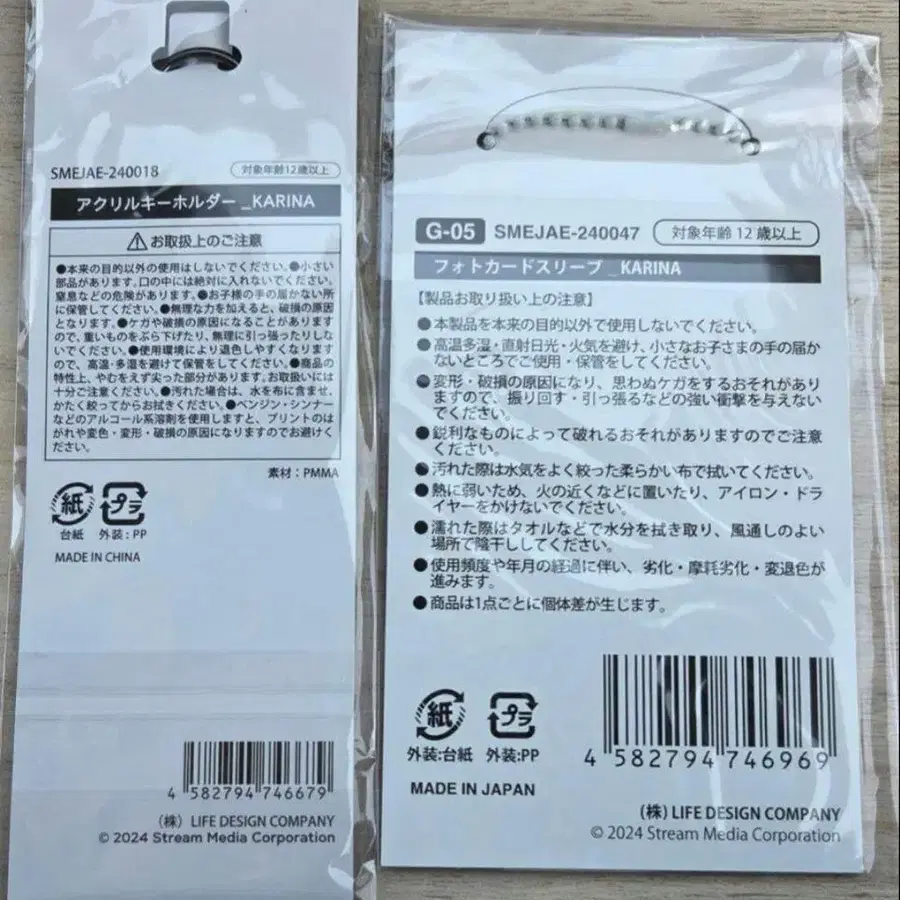 SMEJAE-240018
対象年齢12歳以上
アクリルキーホルダー _KARINA
お取扱上のご注意
●本来の目的以外の使用はしないでください。●小さい
部品があります。口の中には絶対に入れないでください。
窒息などの危険があります。●お子様の手の届かない所
に保管してください。●無理な力を加えると、破損の原因
となります。●ケガや破損の原因になることがあります
ので、重いものをぶら下げたり、無理に引っ張ったりしな
いでください。●使用環境により退色しやすくなります
ので、高温・多湿を避けて保管をしてください。●商品の
特性上、やむをえず尖った部分があります。お取扱いには
十分ご注意ください。●汚れた場合は、水を布に含ませ、
かたく絞ってからお拭きください。●ベンジン・シンナー
などのアルコール系溶剤を使用しますと、プリントのは
がれや変色・変形・破損の原因になりますのでお避けく
ださい。
素材：PMMA
紙 プラ
台紙 外装：PP
MADE IN CHINA
4 582794 746679
（株） LIFE DESIGN COMPANY
© 2024 Stream Media Corporation
G-05 SMEJAE-240047 対象年齢 12 歳以上
フォトカードスリーブ _KARINA
【製品お取り扱い上の注意】
●本製品を本来の目的以外で使用しないでください。
●高温多湿・直射日光・火気を避け、小さなお子さまの手の届か
ないところでご使用・保管をしてください。
●変形・破損の原因になり、思わぬケガをするおそれがあり
ますので、振り回す・引っ張るなどの強い衝撃を与えない
でください。
●鋭利なものによって破れるおそれがありますのでご注意
ください。
●汚れた際は水気をよく絞った柔らかい布で拭いてください。
●熱に弱いため、火の近くなどに置いたり、アイロン・ドラ
イヤーをかけないでください。
●濡れた際はタオルなどで水分を拭き取り、風通しのよい
場所で陰干ししてください。
●使用頻度や年月の経過に伴い、劣化・摩耗劣化・変退色が
進みます。
●商品は1点ごとに個体差が生じます。
紙 プラ
外装:台紙 外装:PP
MADE IN JAPAN
4 582794 746969
（株）LIFE DESIGN COMPANY
© 2024 Stream Media Corporation